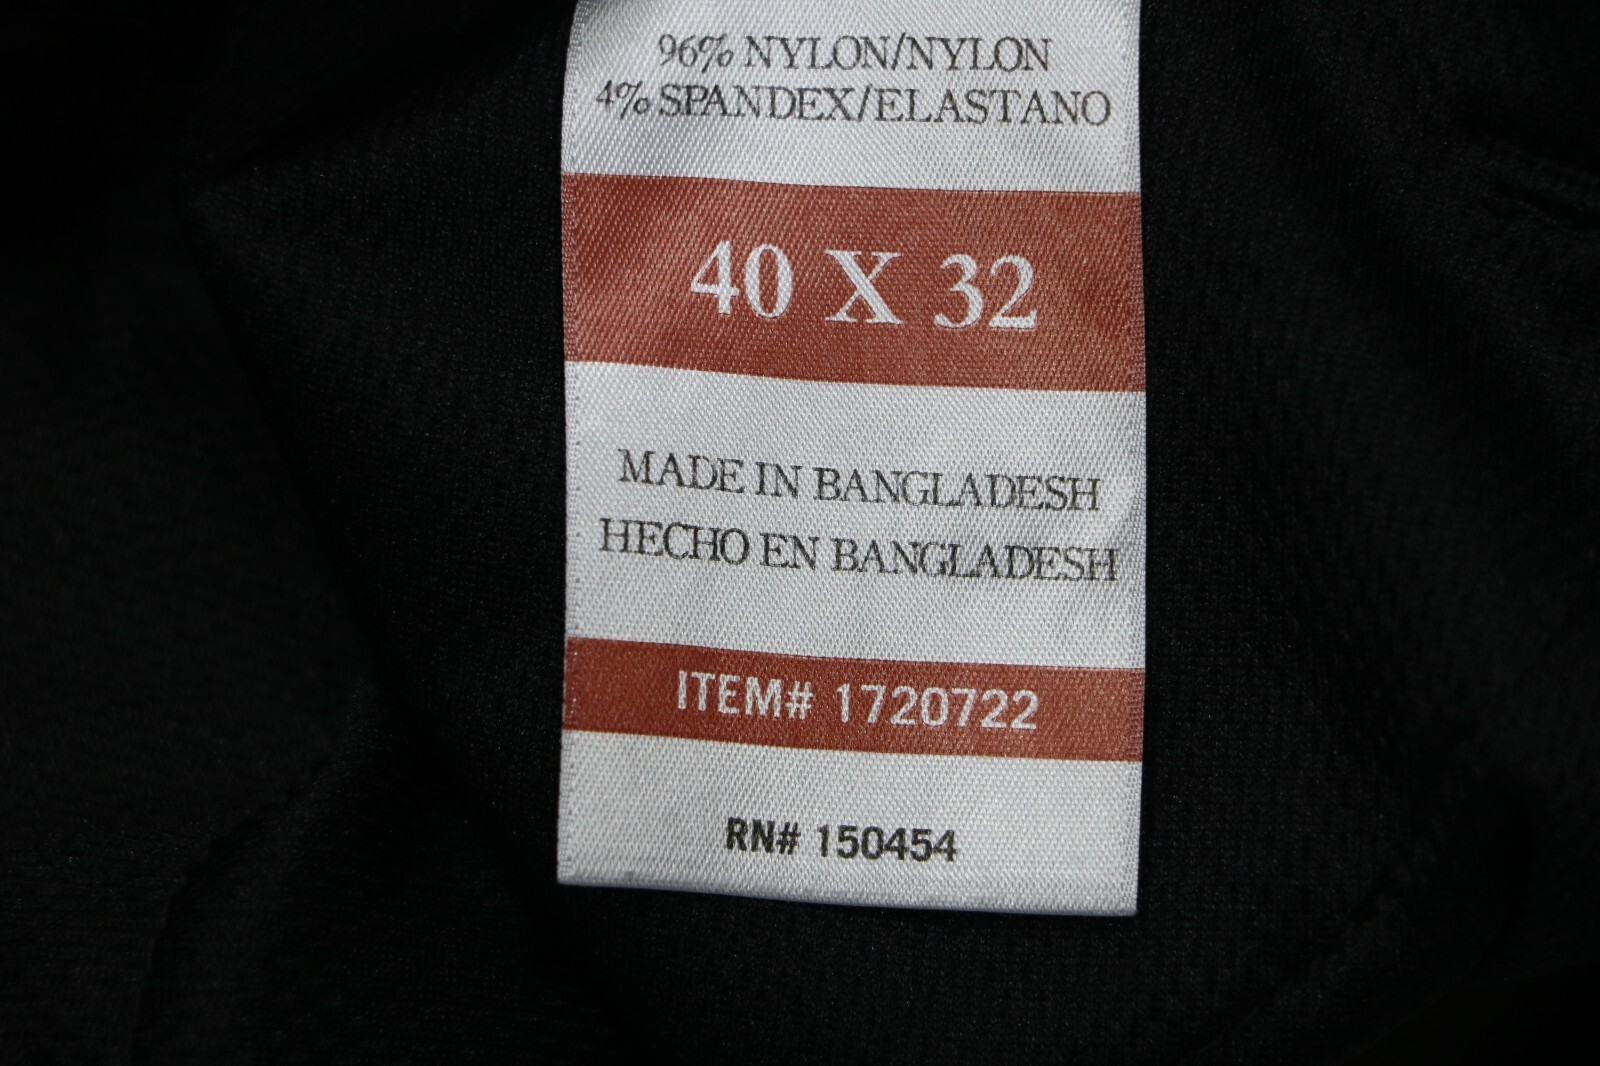 96% NYLON/NYLON
4% SPANDEX/ELASTANO
40 X 32
MADE IN BANGLADESH
HECHO EN BANGLADESH
ITEM# 1720722
RN# 150454